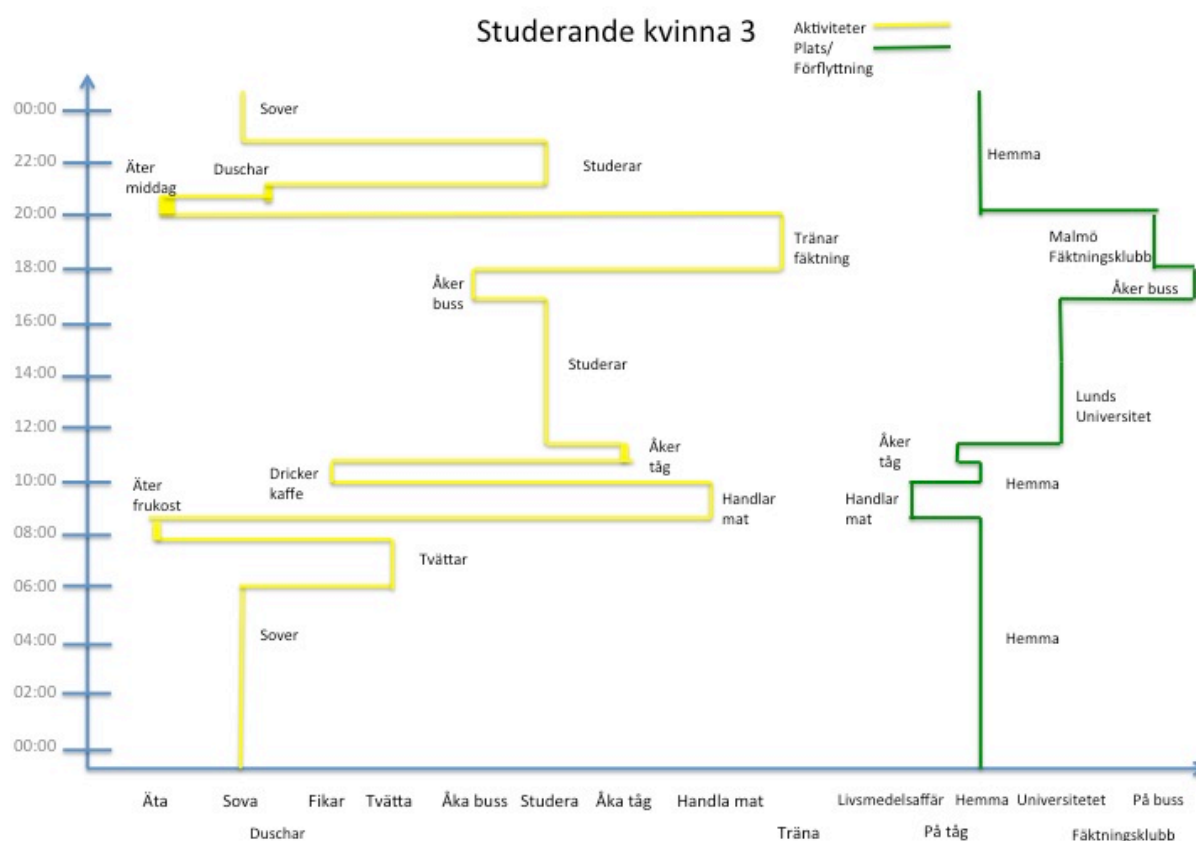 Studerande kvinna 3
Aktiviteter
Plats/
Förflyttning
00:00
Sover
Hemma
22:00
Äter
middag
Duschar
Studerar
20:00
Tränar
fäktning
Malmö
Fäktningsklubb
18:00
Åker
buss
Åker buss
16:00
14:00
Studerar
Lunds
Universitet
12:00
Åker
tåg
Åker
tåg
10:00
Dricker
kaffe
Hemma
Äter
frukost
Handlar
mat
Handlar
mat
08:00
Tvättar
06:00
Sover
Hemma
04:00
02:00
00:00
Äta Sova Fikar Tvätta Åka buss Studera Åka tåg Handla mat Livsmedelsaffär Hemma Universitetet På buss
Duschar Träna På tåg Fäktningsklubb